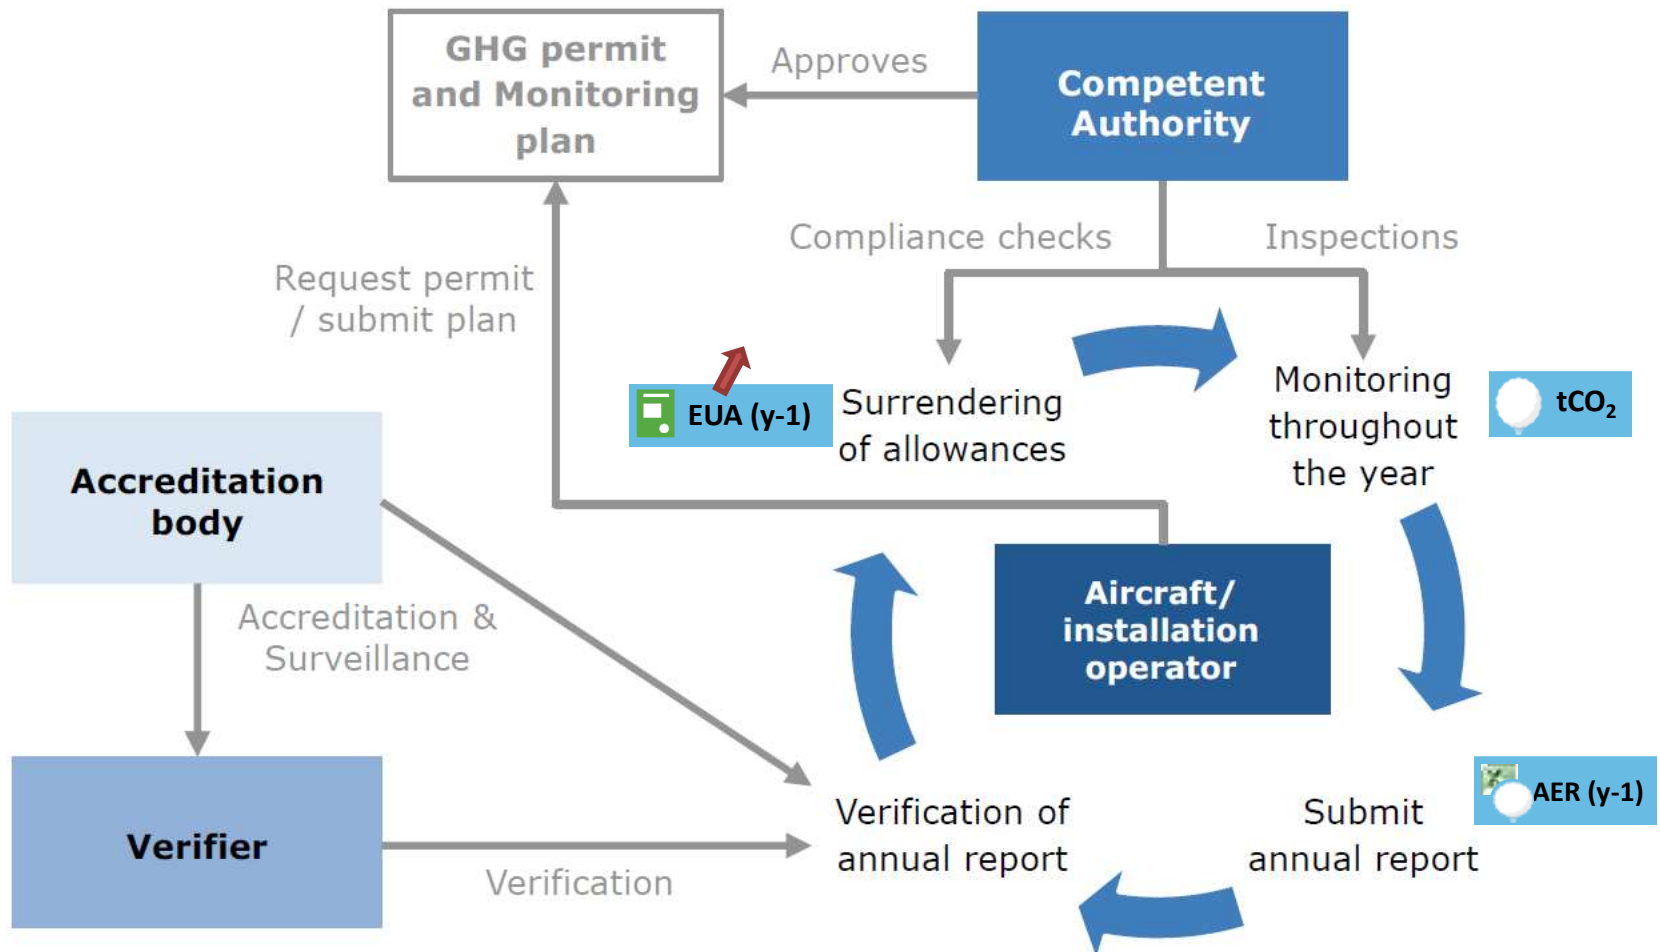 GHG permit
and Monitoring
plan
Approves
Competent
Authority
Compliance checks
Inspections
Request permit
/ submit plan
EUA (y-1)
Surrendering
of allowances
Monitoring
throughout
the year
tCO₂
Accreditation
body
Aircraft/
installation
operator
Accreditation &
Surveillance
AER (y-1)
Verification of
annual report
Submit
annual report
Verifier
Verification